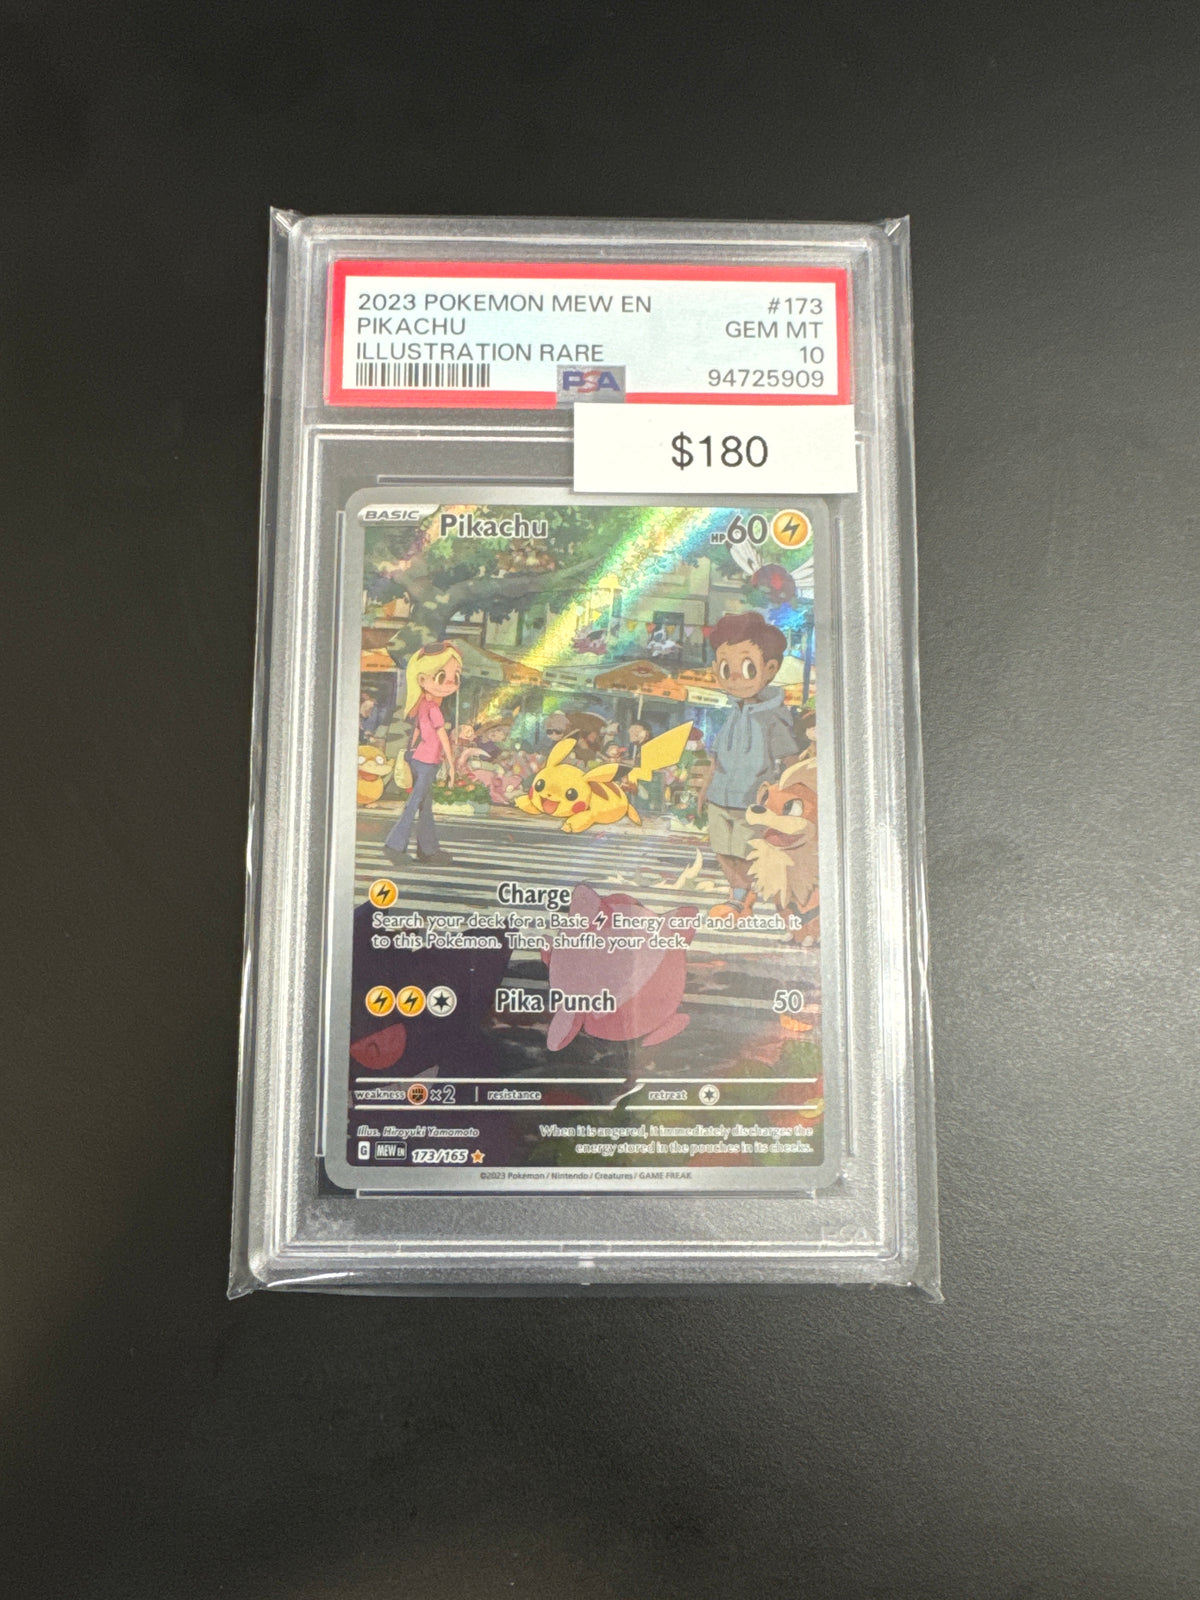 2023 POKEMON MEW EN #173
PIKACHU GEM MT
ILLUSTRATION RARE 10
PSA 94725909
$180
BASIC Pikachu HP 60
Charge
Search your deck for a Basic Energy card and attach it
to this Pokémon. Then, shuffle your deck.
Pika Punch 50
weakness ×2 resistance retreat
Illus. Hiroyuki Yamamoto
When it is angered, it immediately discharges the
energy stored in the pouches in its cheeks.
G MEW EN 173/165
©2023 Pokémon / Nintendo / Creatures / GAME FREAK